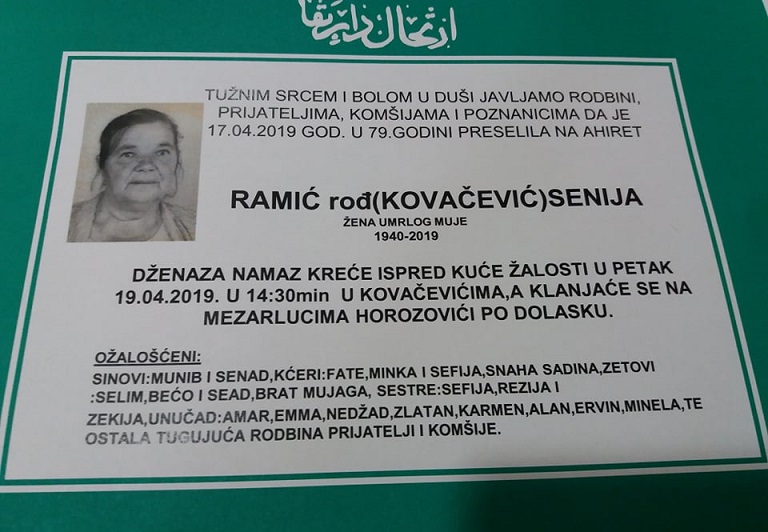 ارتحال دار بقا
TUŽNIM SRCEM I BOLOM U DUŠI JAVLJAMO RODBINI,
PRIJATELJIMA, KOMŠIJAMA I POZNANICIMA DA JE
17.04.2019 GOD. U 79.GODINI PRESELILA NA AHIRET
RAMIĆ rođ(KOVAČEVIĆ)SENIJA
ŽENA UMRLOG MUJE
1940-2019
DŽENAZA NAMAZ KREĆE ISPRED KUĆE ŽALOSTI U PETAK
19.04.2019. U 14:30min U KOVAČEVIĆIMA,A KLANJAĆE SE NA
MEZARLUCIMA HOROZOVIĆI PO DOLASKU.
OŽALOŠĆENI:
SINOVI:MUNIB I SENAD,KĆERI:FATE,MINKA I SEFIJA,SNAHA SADINA,ZETOVI
:SELIM,BEĆO I SEAD,BRAT MUJAGA, SESTRE:SEFIJA,REZIJA I
ZEKIJA,UNUČAD:AMAR,EMMA,NEDŽAD,ZLATAN,KARMEN,ALAN,ERVIN,MINELA,TE
OSTALA TUGUJUĆA RODBINA PRIJATELJI I KOMŠIJE.